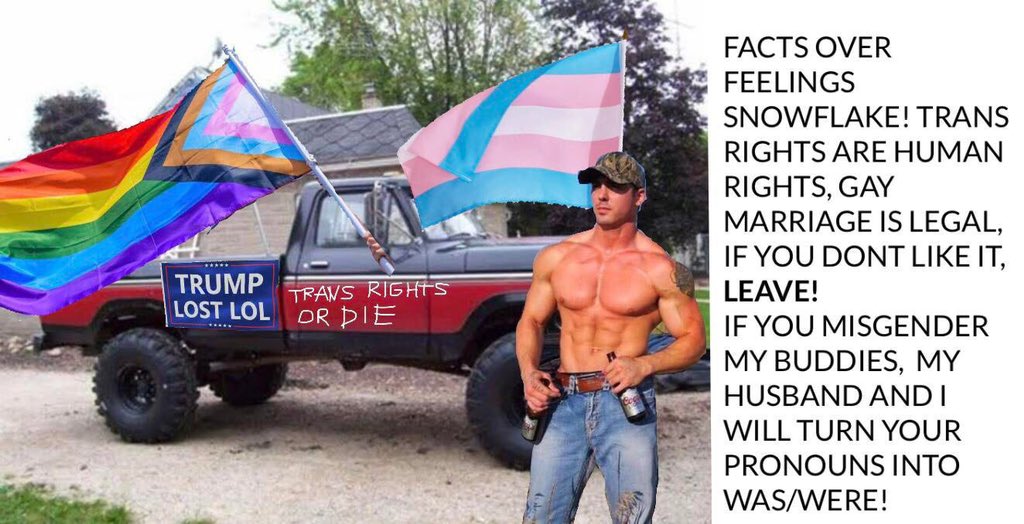 TRUMP
LOST LOL
TRANS RIGHTS
OR DIE
FACTS OVER
FEELINGS
SNOWFLAKE! TRANS
RIGHTS ARE HUMAN
RIGHTS, GAY
MARRIAGE IS LEGAL,
IF YOU DONT LIKE IT,
LEAVE!
IF YOU MISGENDER
MY BUDDIES, MY
HUSBAND AND I
WILL TURN YOUR
PRONOUNS INTO
WAS/WERE!